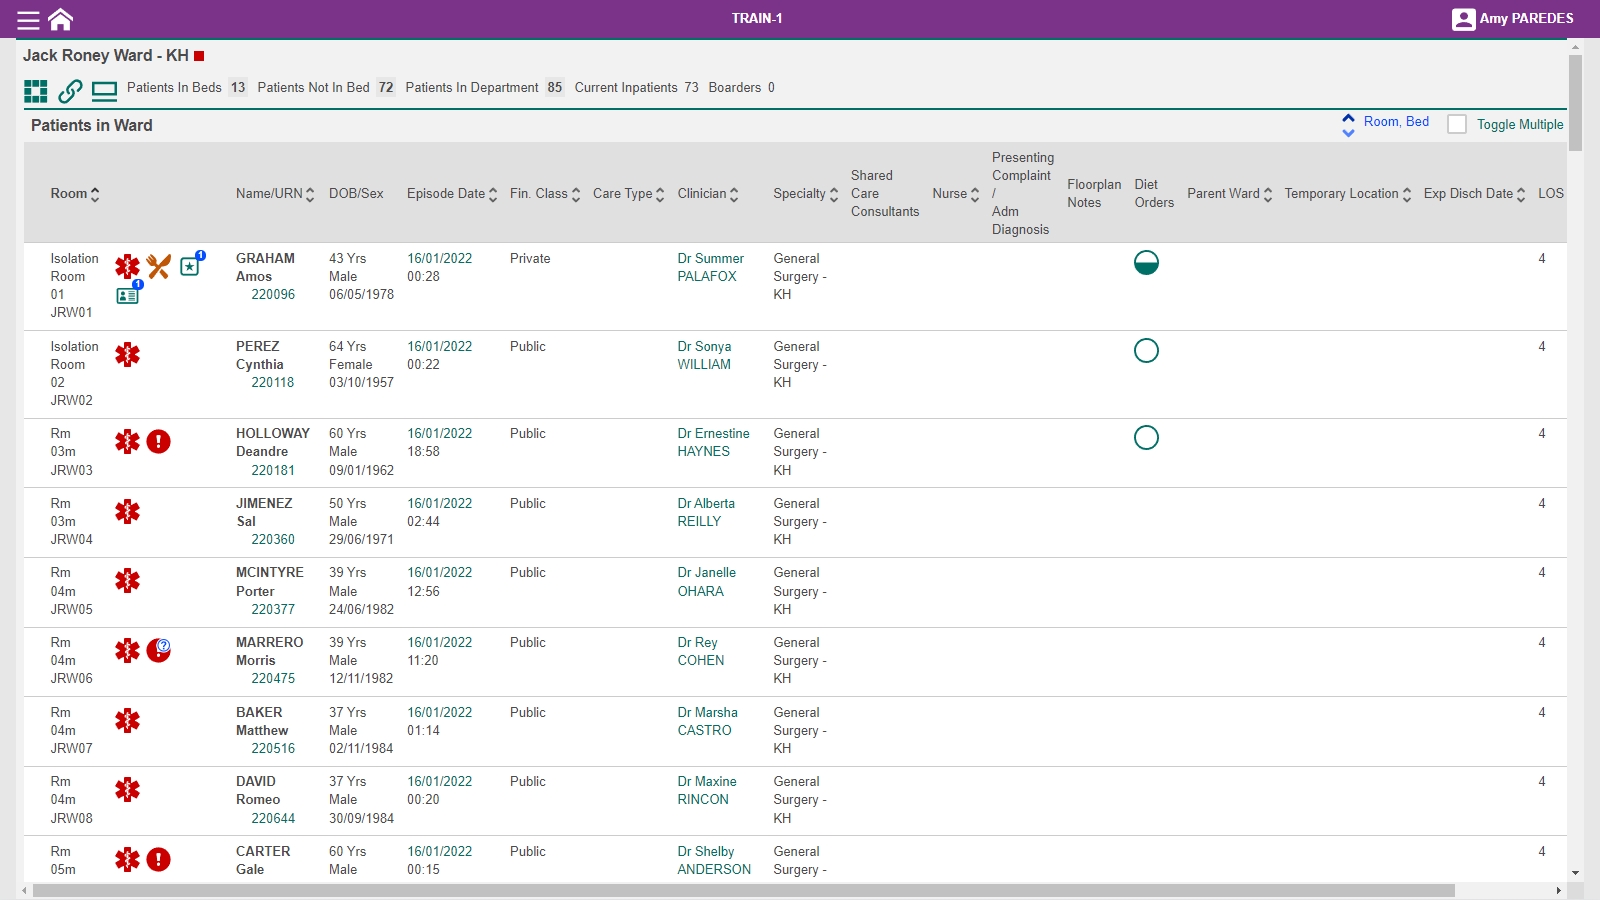 TRAIN-1
Amy PAREDES
Jack Roney Ward - KH
Patients In Beds 13 Patients Not In Bed 72 Patients In Department 85 Current Inpatients 73 Boarders 0
Patients in Ward
Room, Bed
Toggle Multiple
Room
Name/URN
DOB/Sex
Episode Date
Fin. Class
Care Type
Clinician
Specialty
Shared
Care
Consultants
Nurse
Presenting
Complaint
/
Adm
Diagnosis
Floorplan
Notes
Diet
Orders
Parent Ward
Temporary Location
Exp Disch Date
LOS
Isolation GRAHAM 43 Yrs 16/01/2022 Private Dr Summer General 4
Room Amos Male 00:28 PALAFOX Surgery -
01 220096 06/05/1978 KH
JRW01
1
1
Isolation PEREZ 64 Yrs 16/01/2022 Public Dr Sonya General 4
Room Cynthia Female 00:22 WILLIAM Surgery -
02 220118 03/10/1957 KH
JRW02
Rm HOLLOWAY 60 Yrs 16/01/2022 Public Dr Ernestine General 4
03m Deandre Male 18:58 HAYNES Surgery -
JRW03 220181 09/01/1962 KH
Rm JIMENEZ 50 Yrs 16/01/2022 Public Dr Alberta General 4
03m Sal Male 02:44 REILLY Surgery -
JRW04 220360 29/06/1971 KH
Rm MCINTYRE 39 Yrs 16/01/2022 Public Dr Janelle General 4
04m Porter Male 12:56 OHARA Surgery -
JRW05 220377 24/06/1982 KH
Rm MARRERO 39 Yrs 16/01/2022 Public Dr Rey General 4
04m Morris Male 11:20 COHEN Surgery -
JRW06 220475 12/11/1982 KH
Rm BAKER 37 Yrs 16/01/2022 Public Dr Marsha General 4
04m Matthew Male 01:14 CASTRO Surgery -
JRW07 220516 02/11/1984 KH
Rm DAVID 37 Yrs 16/01/2022 Public Dr Maxine General 4
04m Romeo Male 00:20 RINCON Surgery -
JRW08 220644 30/09/1984 KH
Rm CARTER 60 Yrs 16/01/2022 Public Dr Shelby General 4
05m Gale Male 00:15 ANDERSON Surgery -